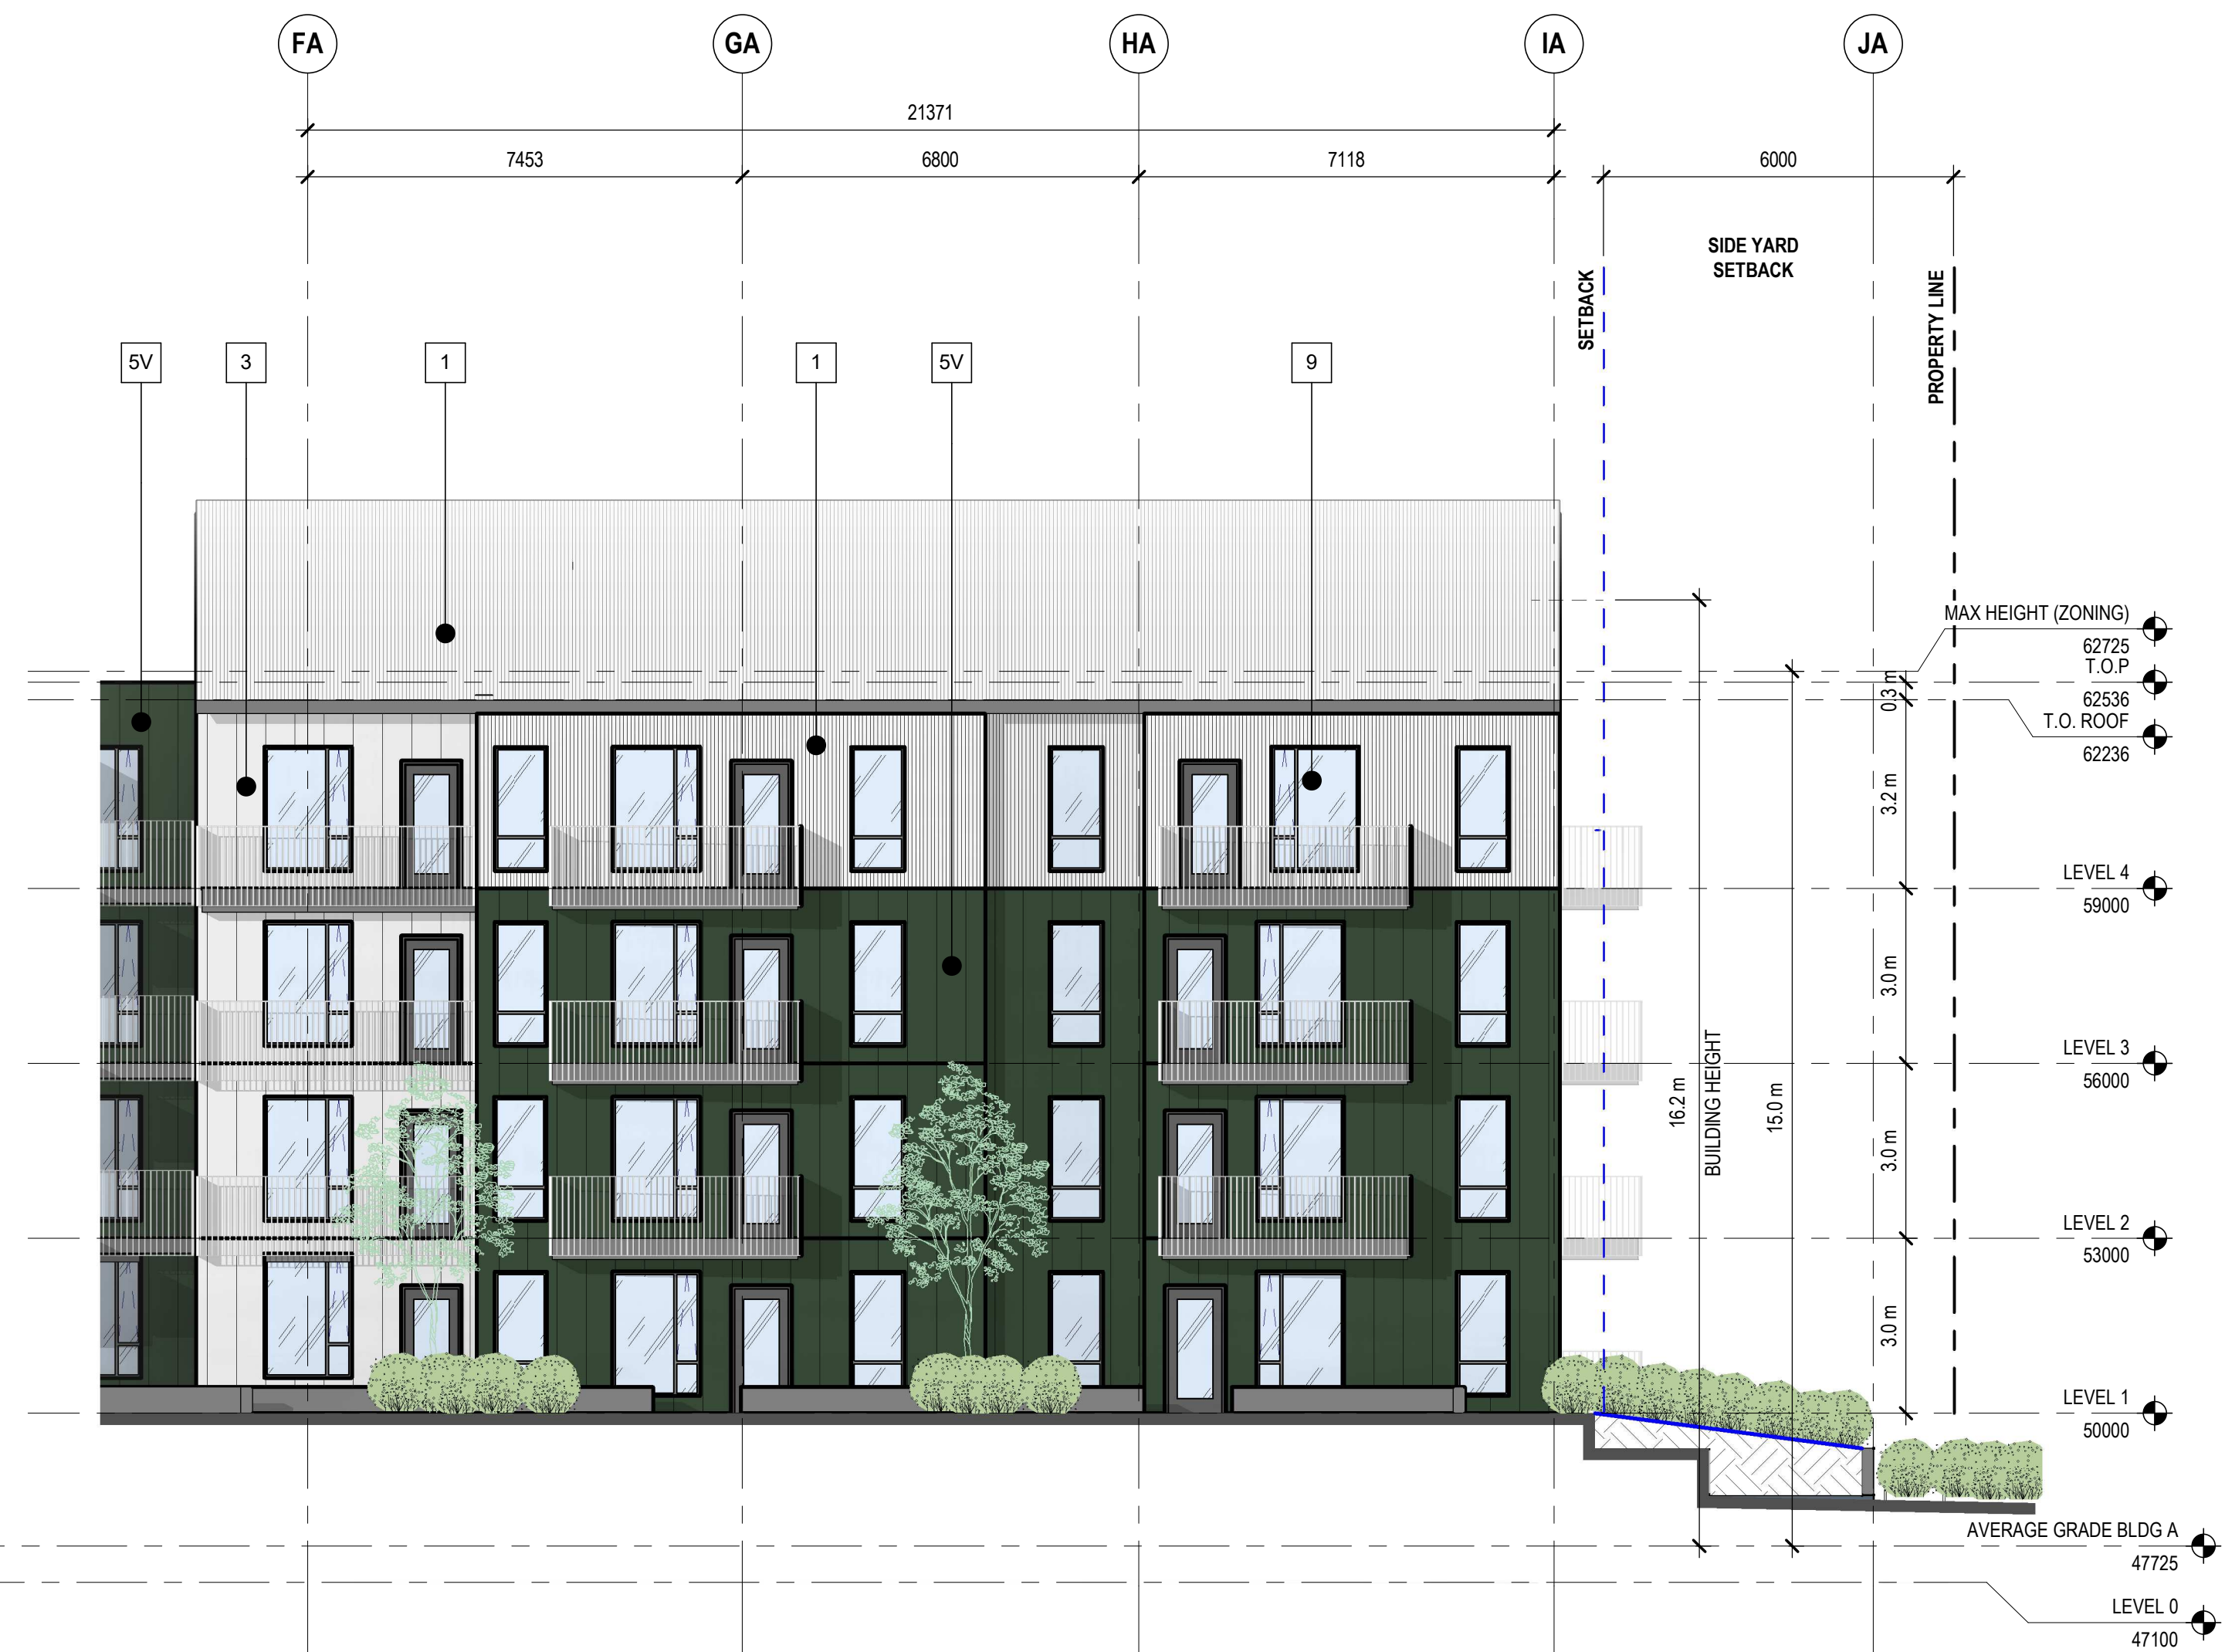 FA
GA
HA
IA
JA
21371
7453
6800
7118
6000
SIDE YARD
SETBACK
SETBACK
PROPERTY LINE
5V
3
1
1
5V
9
MAX HEIGHT (ZONING)
62725
T.O.P
62536
T.O. ROOF
62236
0.3 m
3.2 m
LEVEL 4
59000
3.0 m
LEVEL 3
56000
16.2 m
BUILDING HEIGHT
15.0 m
3.0 m
LEVEL 2
53000
3.0 m
LEVEL 1
50000
AVERAGE GRADE BLDG A
47725
LEVEL 0
47100